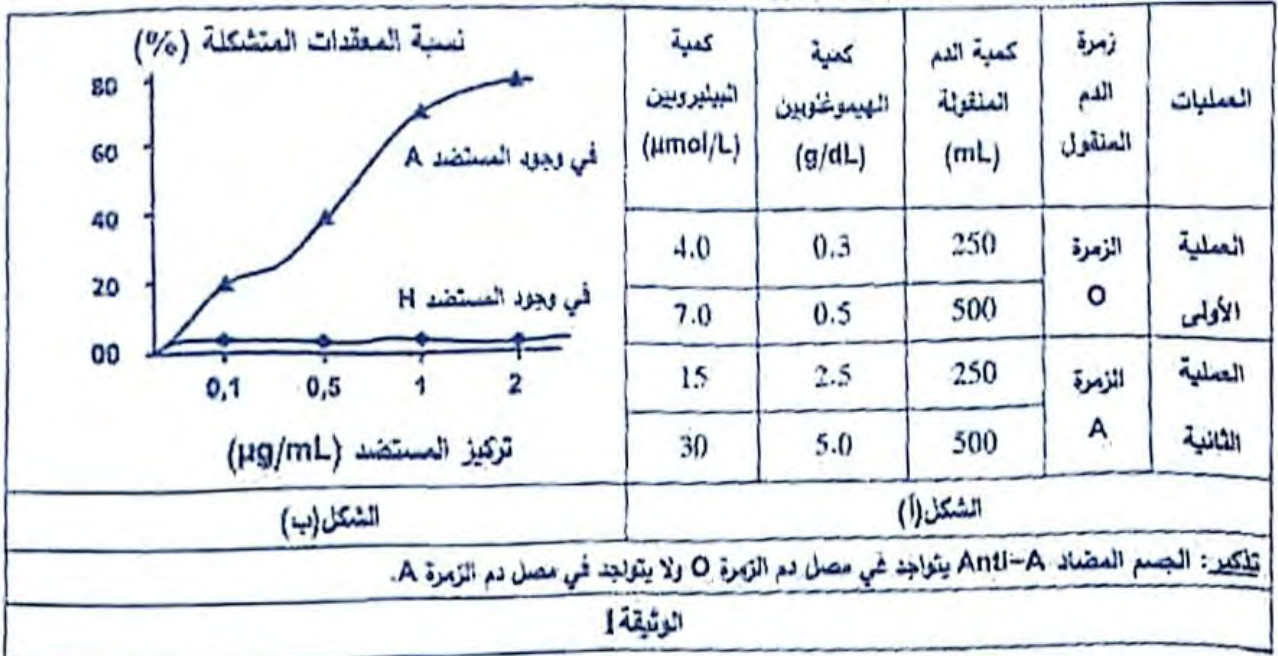 العمليات | زمرة الدم المنقول | كمية الدم المنقولة (mL) | كمية الهيموغلوبين (g/dL) | كمية البيليروبين (µmol/L)
العملية الأولى | الزمرة O | 250 | 0.3 | 4.0
500 | 0.5 | 7.0
العملية الثانية | الزمرة A | 250 | 2.5 | 15
500 | 5.0 | 30
الشكل(أ)
نسبة المعقدات المتشكلة (%)
80
60
40
20
00
في وجود المستضد A
في وجود المستضد H
0,1 0,5 1 2
تركيز المستضد (µg/mL)
الشكل(ب)
تذكير: الجسم المضاد Anti-A يتواجد في مصل دم الزمرة O ولا يتواجد في مصل دم الزمرة A.
الوثيقة 1